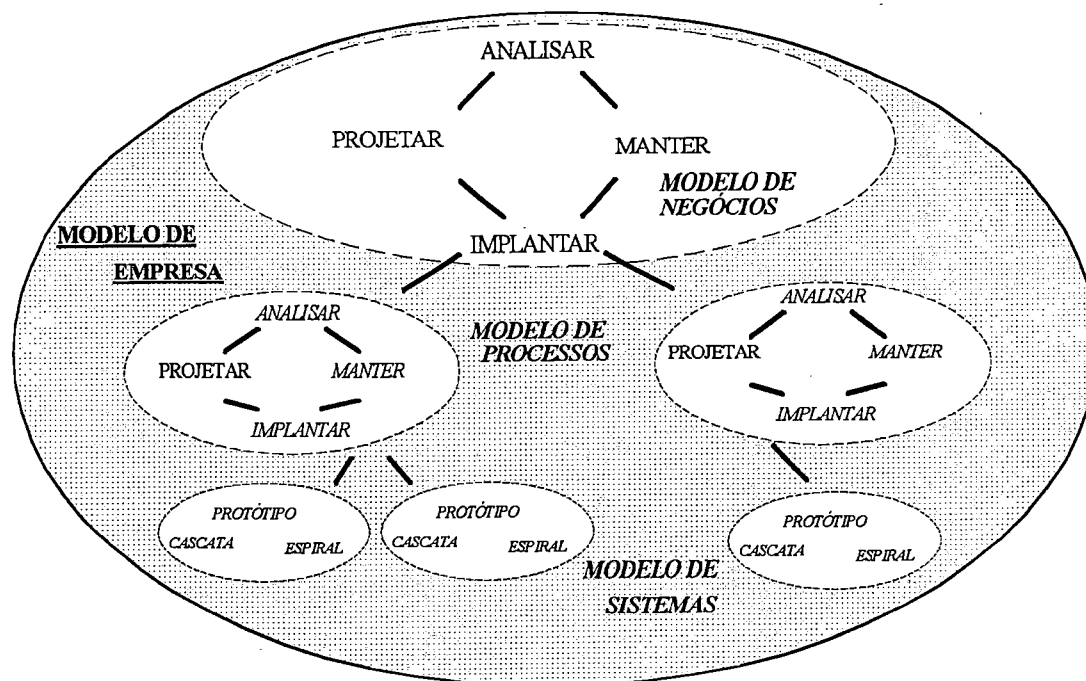 ANALISAR
PROJETAR
MANTER
MODELO DE
NEGÓCIOS
IMPLANTAR
MODELO DE
EMPRESA
ANALISAR
PROJETAR
MANTER
IMPLANTAR
MODELO DE
PROCESSOS
ANALISAR
PROJETAR
MANTER
IMPLANTAR
PROTÓTIPO
CASCATA ESPIRAL
PROTÓTIPO
CASCATA ESPIRAL
PROTÓTIPO
CASCATA ESPIRAL
MODELO DE
SISTEMAS